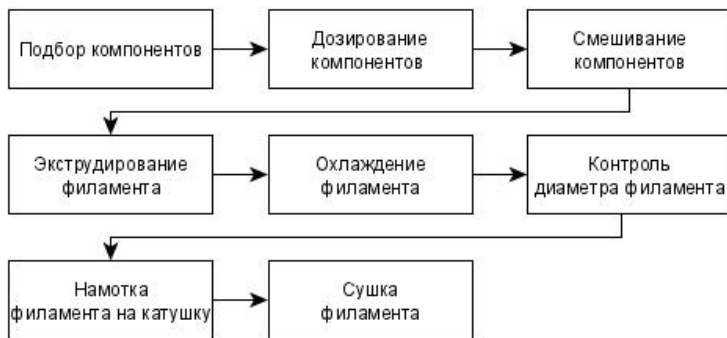 Подбор компонентов
Дозирование
компонентов
Смешивание
компонентов
Экструдирование
филамента
Охлаждение
филамента
Контроль
диаметра филамента
Намотка
филамента на катушку
Сушка
филамента